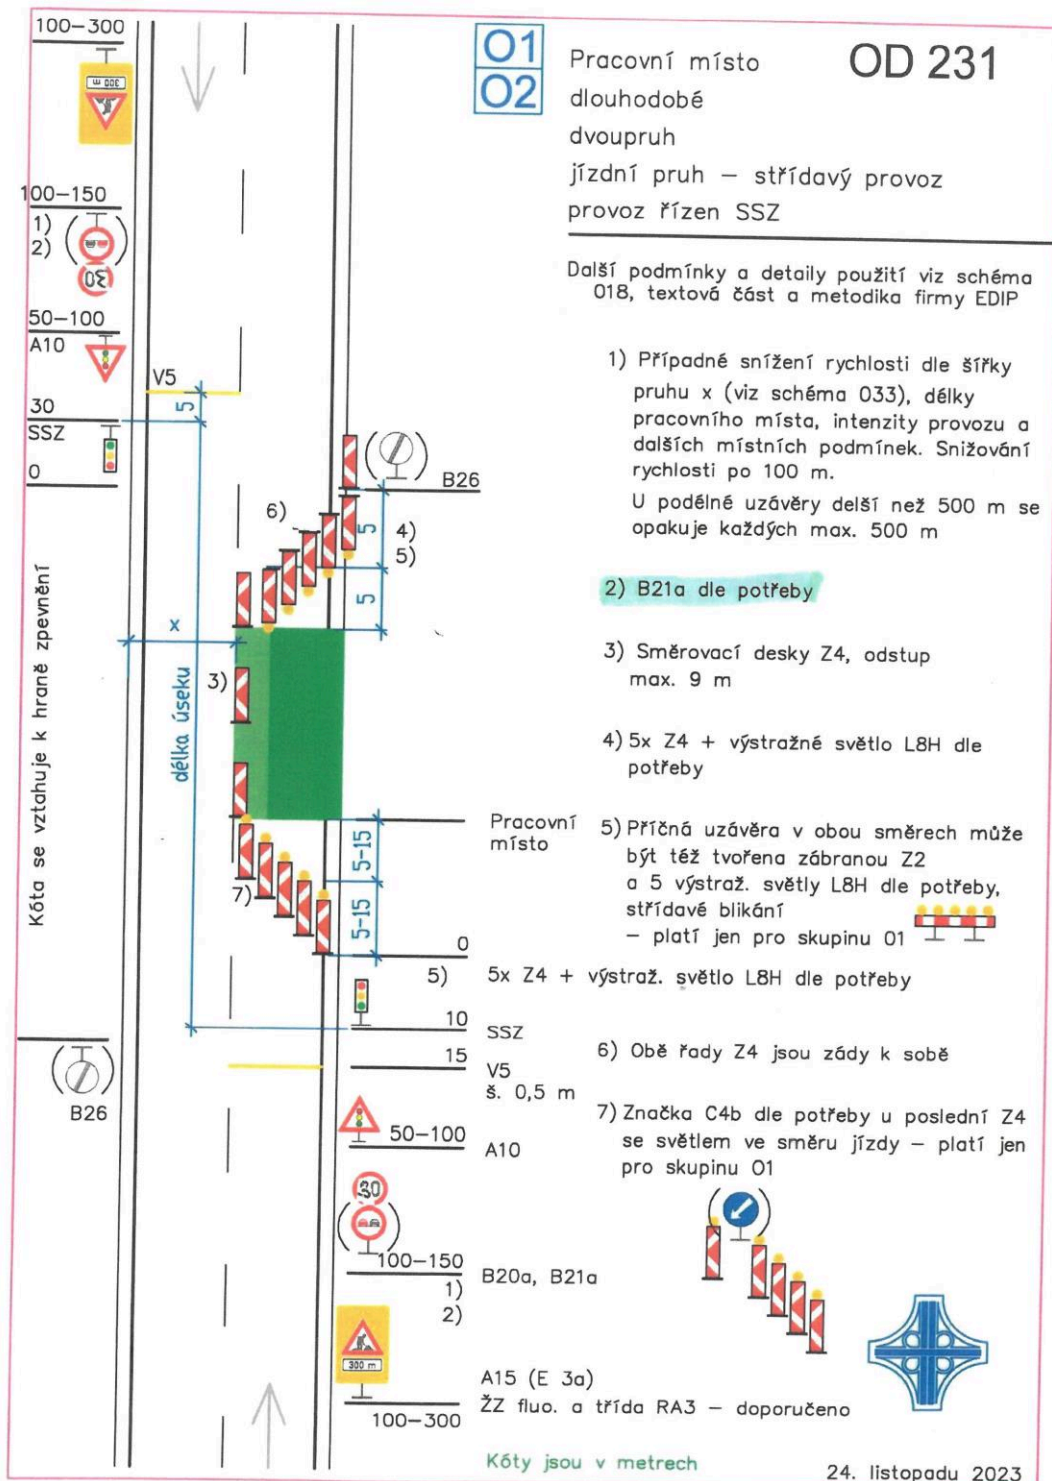 O1
O2
Pracovní místo
dlouhodobé
dvoupruh
jízdní pruh – střídavý provoz
provoz řízen SSZ
OD 231
Další podmínky a detaily použití viz schéma
018, textová část a metodika firmy EDIP
1) Případné snížení rychlosti dle šířky
pruhu x (viz schéma 033), délky
pracovního místa, intenzity provozu a
dalších místních podmínek. Snižování
rychlosti po 100 m.
U podélné uzávěry delší než 500 m se
opakuje každých max. 500 m
2) B21a dle potřeby
3) Směrovací desky Z4, odstup
max. 9 m
4) 5x Z4 + výstražné světlo L8H dle
potřeby
5) Příčná uzávěra v obou směrech může
být též tvořena zábranou Z2
a 5 výstraž. světly L8H dle potřeby,
střídavé blikání
– platí jen pro skupinu 01
5x Z4 + výstraž. světlo L8H dle potřeby
6) Obě řady Z4 jsou zády k sobě
7) Značka C4b dle potřeby u poslední Z4
se světlem ve směru jízdy – platí jen
pro skupinu 01
100–300
300 m
100–150
1)
2)
30
50–100
A10
V5
5
30
SSZ
0
B26
6)
5
4)
5)
5
x
3)
délka úseku
Kóta se vztahuje k hraně zpevnění
Pracovní
místo
5-15
5-15
7)
0
5)
10
SSZ
15
V5
š. 0,5 m
B26
50–100
A10
30
100–150
B20a, B21a
1)
2)
300 m
A15 (E 3a)
ŽZ fluo. a třída RA3 – doporučeno
100–300
Kóty jsou v metrech
24. listopadu 2023